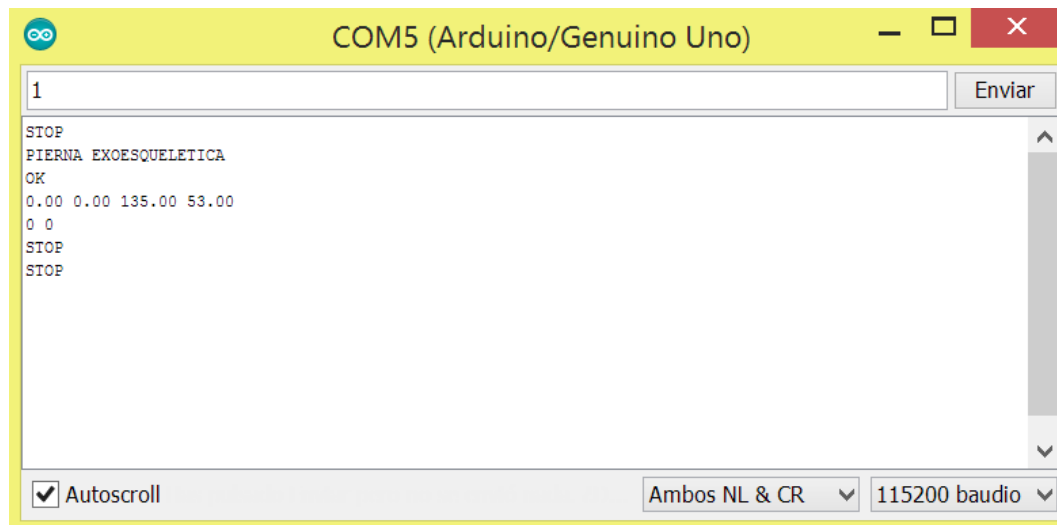 COM5 (Arduino/Genuino Uno)
1
Enviar
STOP
PIERNA EXOESQUELETICA
OK
0.00 0.00 135.00 53.00
0 0
STOP
STOP
Autoscroll
Ambos NL & CR
115200 baudio